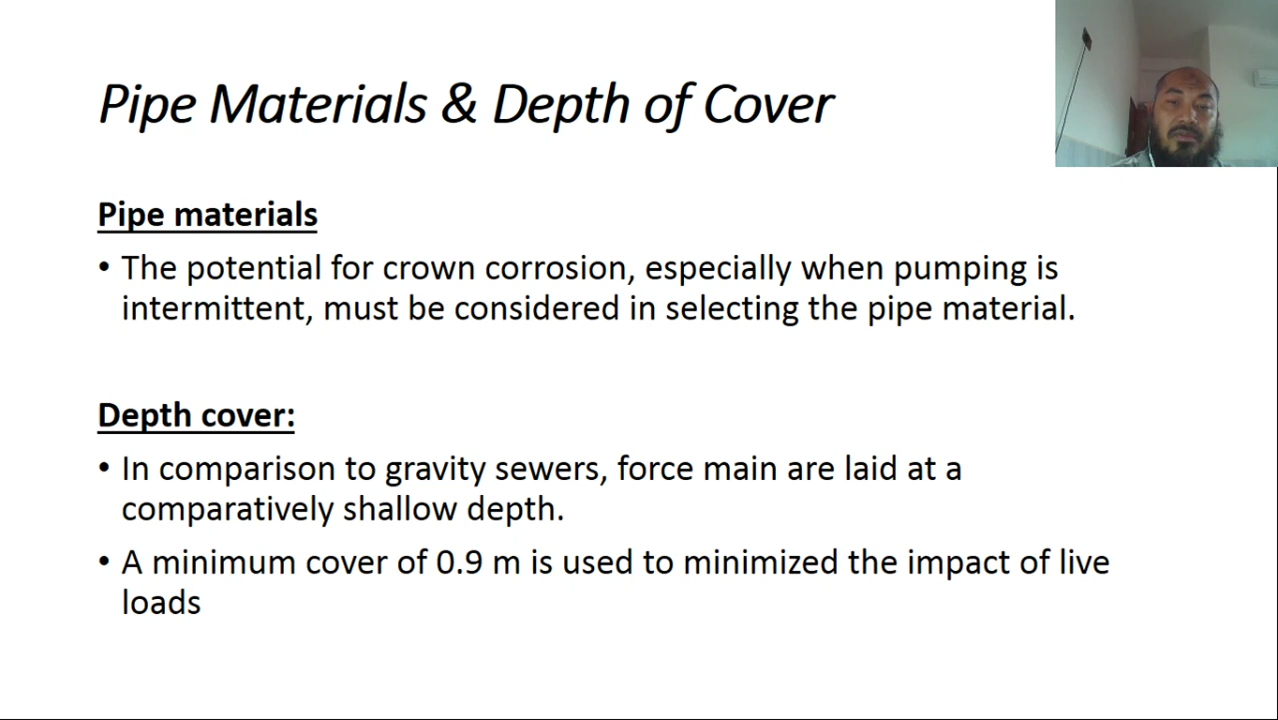 Pipe Materials & Depth of Cover
Pipe materials
• The potential for crown corrosion, especially when pumping is
intermittent, must be considered in selecting the pipe material.
Depth cover:
• In comparison to gravity sewers, force main are laid at a
comparatively shallow depth.
• A minimum cover of 0.9 m is used to minimized the impact of live
loads